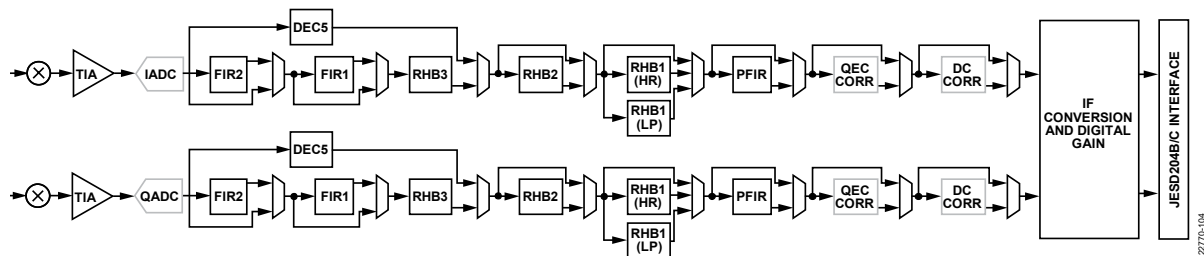 DEC5
TIA
IADC
FIR2
FIR1
RHB3
RHB2
RHB1
(HR)
RHB1
(LP)
PFIR
QEC
CORR
DC
CORR
DEC5
TIA
QADC
FIR2
FIR1
RHB3
RHB2
RHB1
(HR)
RHB1
(LP)
PFIR
QEC
CORR
DC
CORR
IF
CONVERSION
AND DIGITAL
GAIN
JESD204B/C INTERFACE
22770-104